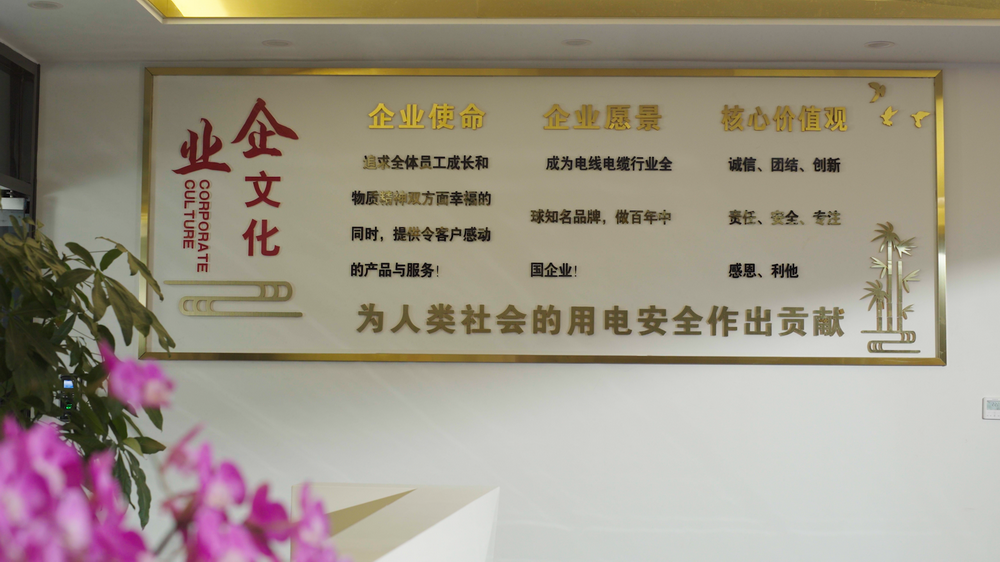 企业
文化
CORPORATE
CULTURE
企业使命
追求全体员工成长和
物质精神双方面幸福的
同时，提供令客户感动
的产品与服务！
企业愿景
成为电线电缆行业全
球知名品牌，做百年中
国企业！
核心价值观
诚信、团结、创新
责任、安全、专注
感恩、利他
为人类社会的用电安全作出贡献